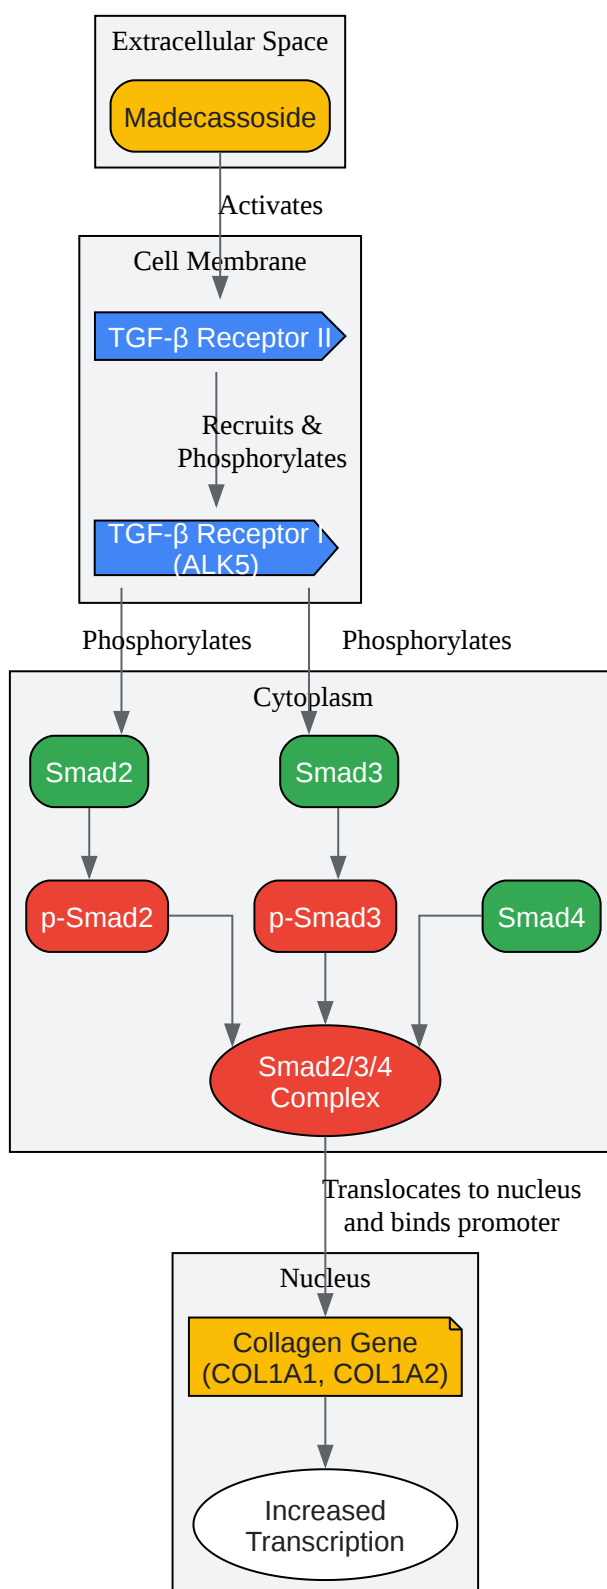 Extracellular Space
Madecassoside
Activates
Cell Membrane
TGF-β Receptor II
Recruits &
Phosphorylates
TGF-β Receptor I
(ALK5)
Phosphorylates
Phosphorylates
Cytoplasm
Smad2
Smad3
p-Smad2
p-Smad3
Smad4
Smad2/3/4
Complex
Translocates to nucleus
and binds promoter
Nucleus
Collagen Gene
(COL1A1, COL1A2)
Increased
Transcription